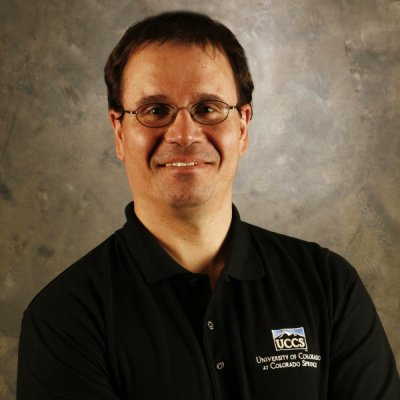 UCCS
UNIVERSITY OF COLORADO
AT COLORADO SPRINGS